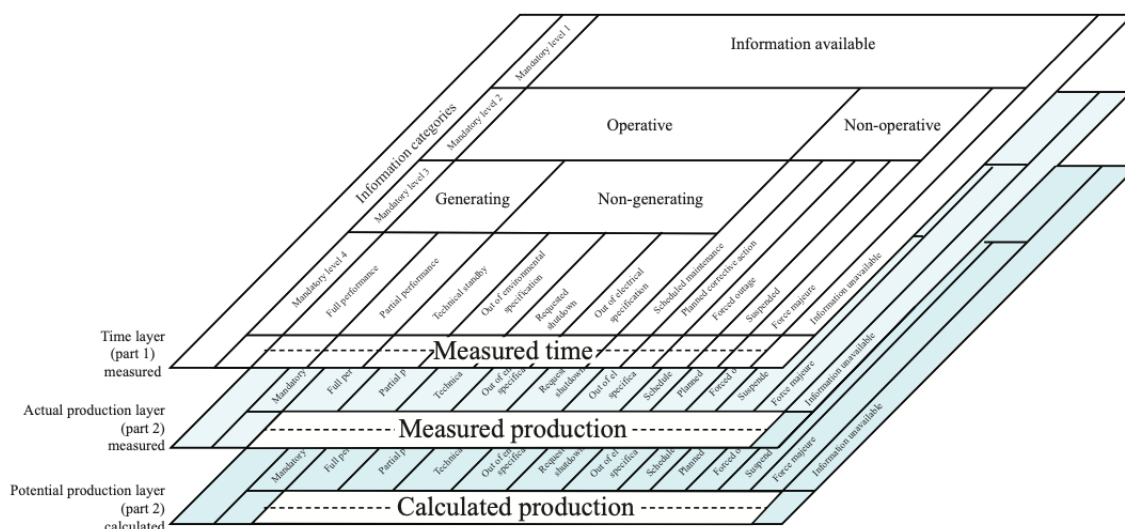 Information categories
Mandatory level 1
Information available
Mandatory level 2
Operative
Non-operative
Mandatory level 3
Generating
Non-generating
Mandatory level 4
Full performance
Partial performance
Technical standby
Out of environmental
specification
Requested
shutdown
Out of electrical
specification
Scheduled maintenance
Planned corrective action
Forced outage
Suspended
Force majeure
Information unavailable
Time layer
(part 1)
measured
Measured time
Mandatory
Full per
Partial p
Technica
Out of en
specifica
Request
shutdown
Out of el
specifica
Schedule
Planned
Forced o
Suspende
Force majeure
Information unavailable
Actual production layer
(part 2)
measured
Measured production
Mandatory
Full per
Partial p
Technica
Out of en
specifica
Reque
shutdown
Out of el
specifica
Schedule
Planned
Forced o
Suspend
Force majeure
Information unavailable
Potential production layer
(part 2)
calculated
Calculated production